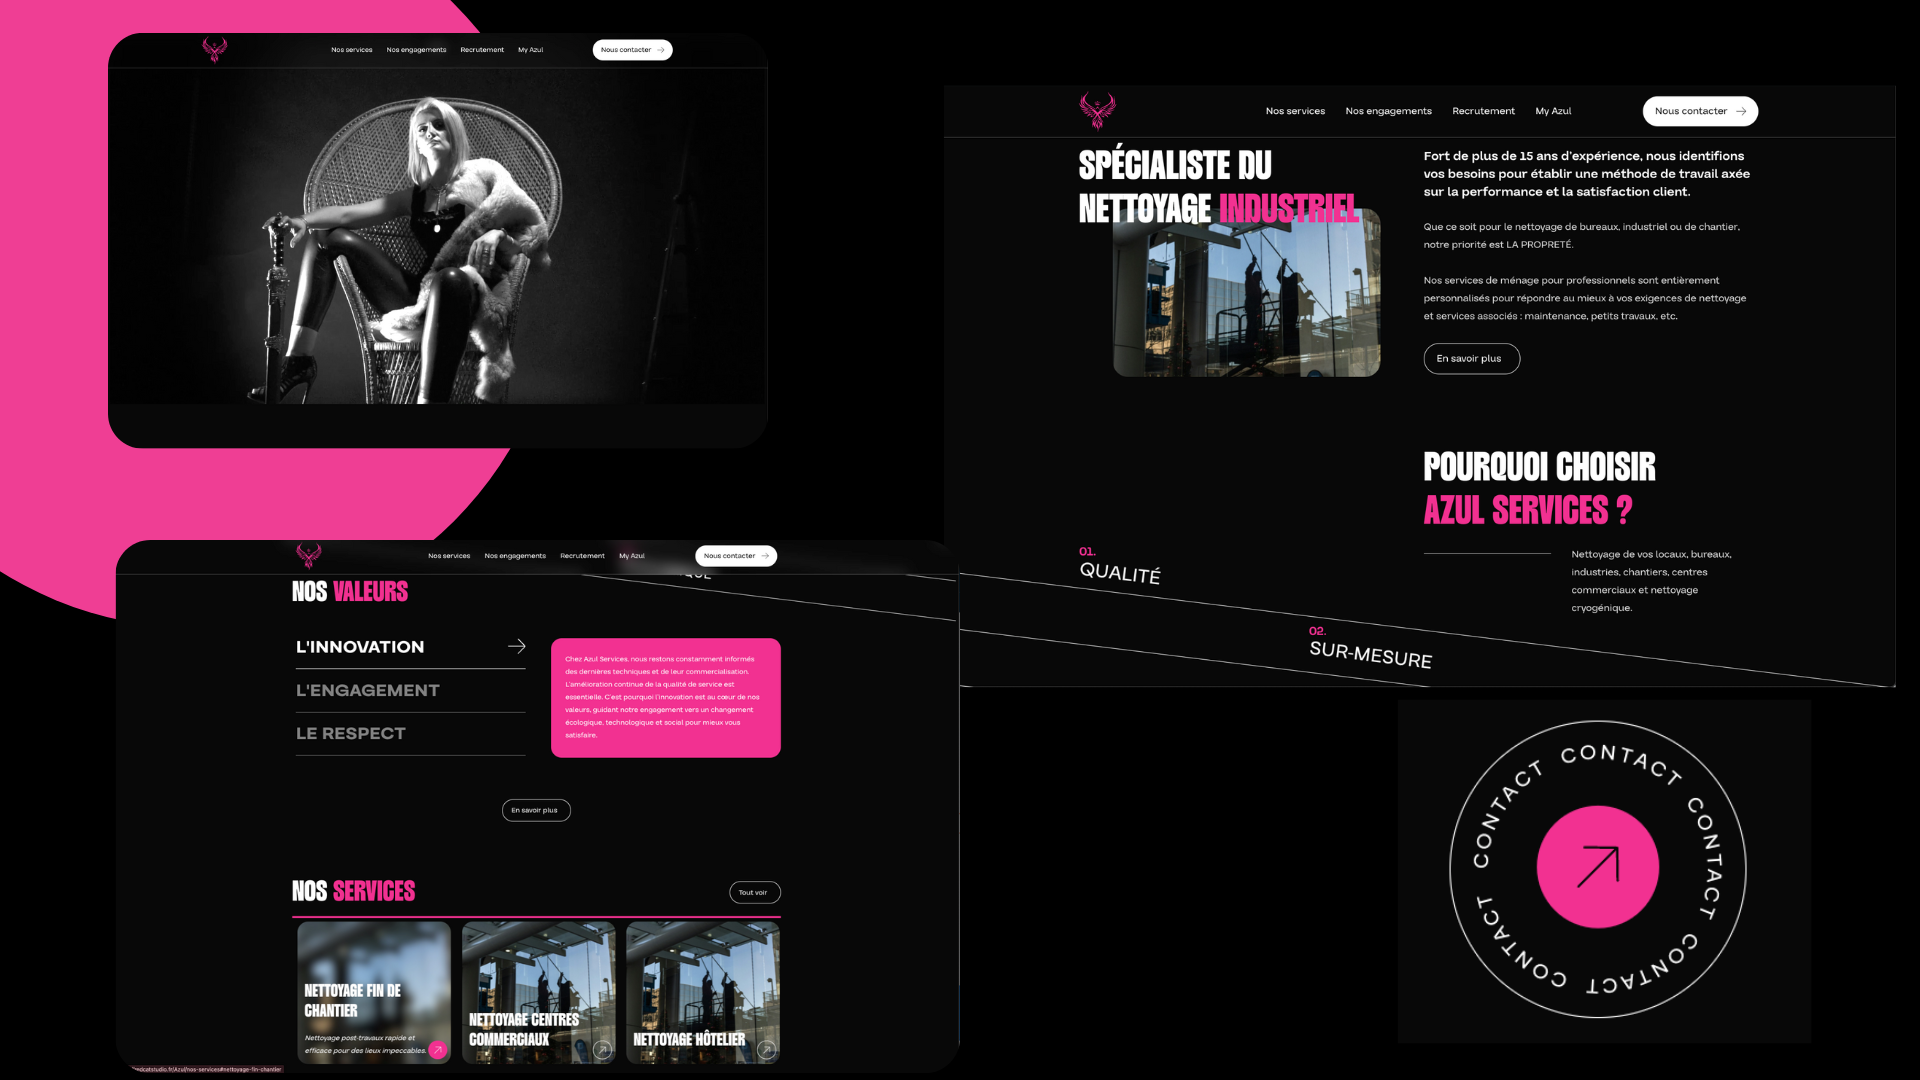 Nos services Nos engagements Recrutement My Azul Nous contacter
Nos services Nos engagements Recrutement My Azul Nous contacter
SPÉCIALISTE DU
NETTOYAGE INDUSTRIEL
Fort de plus de 15 ans d'expérience, nous identifions
vos besoins pour établir une méthode de travail axée
sur la performance et la satisfaction client.
Que ce soit pour le nettoyage de bureaux, industriel ou de chantier,
notre priorité est LA PROPRETÉ.
Nos services de ménage pour professionnels sont entièrement
personnalisés pour répondre au mieux à vos exigences de nettoyage
et services associés : maintenance, petits travaux, etc.
En savoir plus
POURQUOI CHOISIR
AZUL SERVICES ?
Nettoyage de vos locaux, bureaux,
industries, chantiers, centres
commerciaux et nettoyage
cryogénique.
01.
QUALITÉ
02.
SUR-MESURE
Nos services Nos engagements Recrutement My Azul Nous contacter
NOS VALEURS
L'INNOVATION
L'ENGAGEMENT
LE RESPECT
Chez Azul Services, nous restons constamment informés
des dernières techniques et de leur commercialisation.
L'amélioration continue de la qualité de service est
essentielle. C'est pourquoi l'innovation est au cœur de nos
valeurs, guidant notre engagement vers un changement
écologique, technologique et social pour mieux vous
satisfaire.
En savoir plus
NOS SERVICES
Tout voir
NETTOYAGE FIN DE
CHANTIER
Nettoyage post-travaux rapide et
efficace pour des lieux impeccables.
NETTOYAGE CENTRES
COMMERCIAUX
NETTOYAGE HÔTELIER
CONTACT CONTACT CONTACT CONTACT CONTACT CONTACT